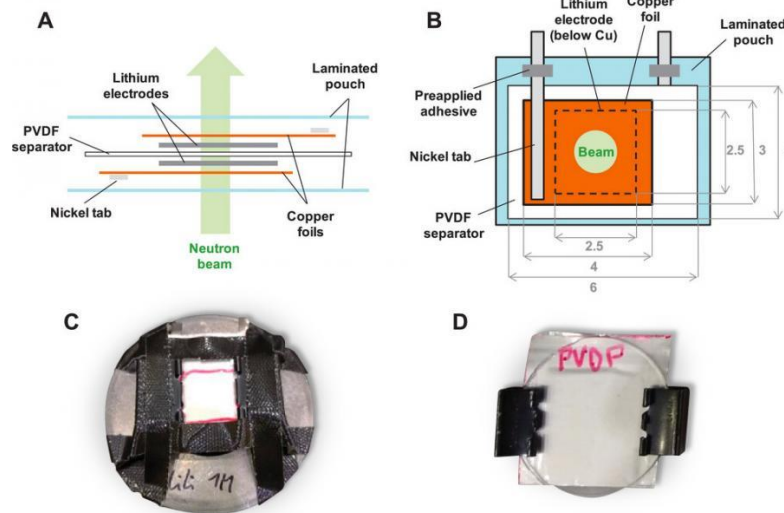 A
Lithium
electrodes
Laminated
pouch
PVDF
separator
Nickel tab
Copper
foils
Neutron
beam
B
Lithium
electrode
(below Cu)
Copper
foil
Laminated
pouch
Preapplied
adhesive
Nickel tab
Beam
PVDF
separator
2.5
3
2.5
4
6
C
1M
D
PVDF